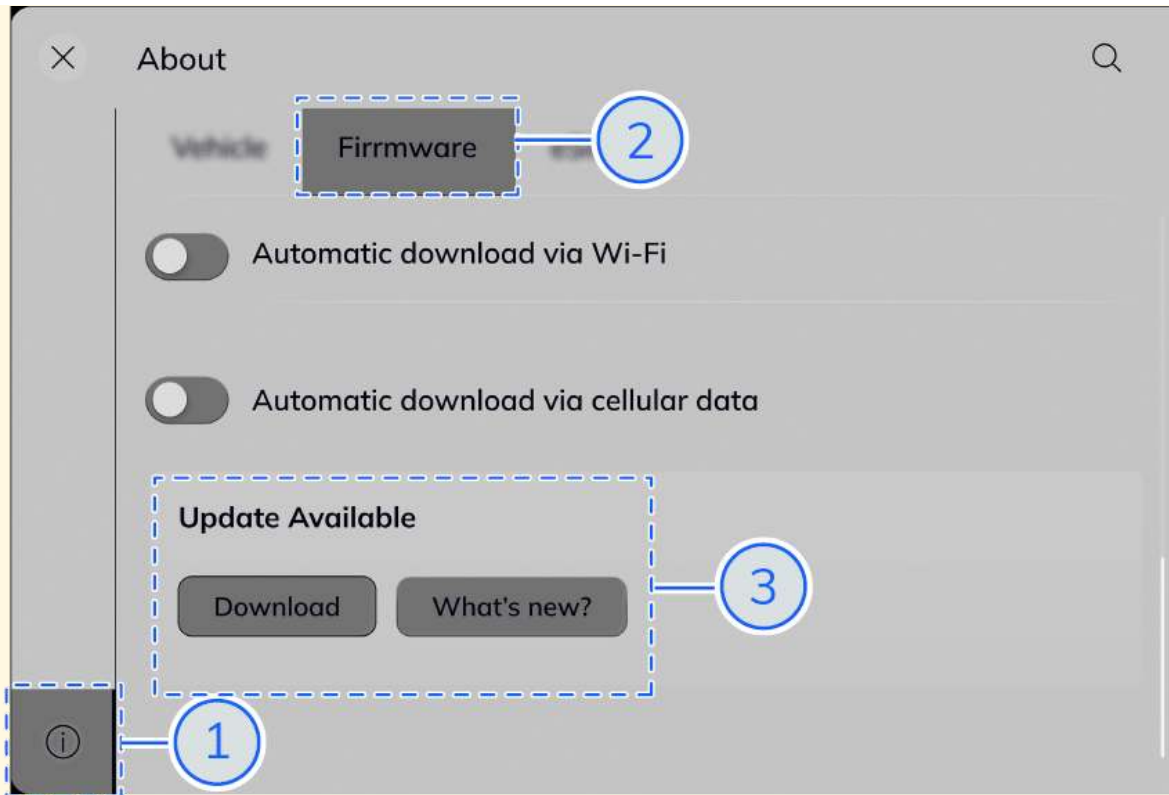 About
Vehicle Firrmware
2
Automatic download via Wi-Fi
Automatic download via cellular data
Update Available
Download What's new?
3
1